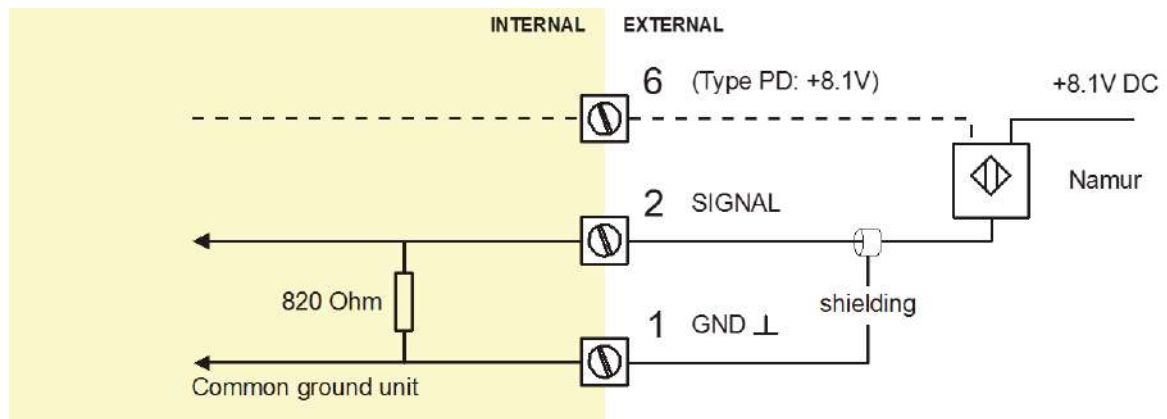 INTERNAL EXTERNAL
6 (Type PD: +8.1V) +8.1V DC
Namur
2 SIGNAL
820 Ohm
shielding
1 GND ⊥
Common ground unit